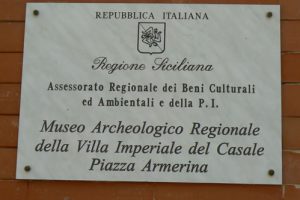 REPUBBLICA ITALIANA
Regione Siciliana
Assessorato Regionale dei Beni Culturali
ed Ambientali e della P.I.
Museo Archeologico Regionale
della Villa Imperiale del Casale
Piazza Armerina